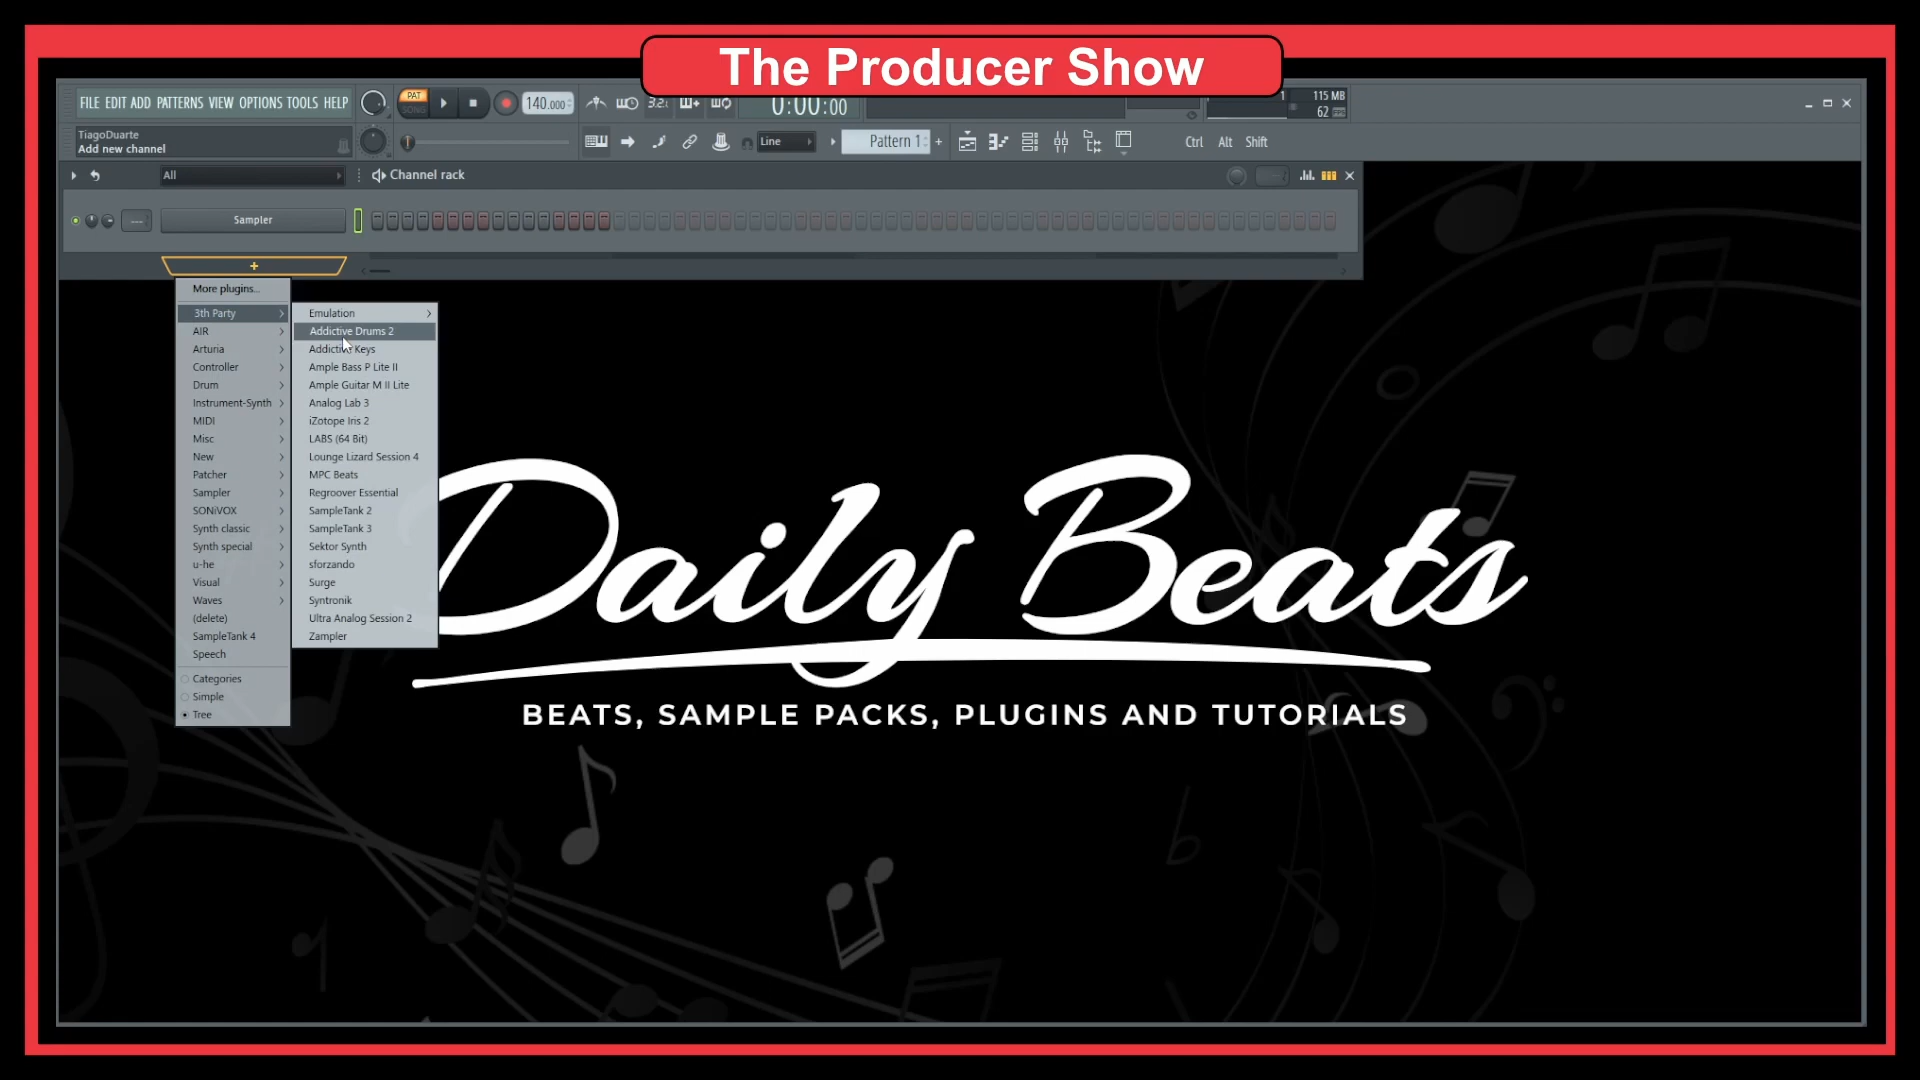 The Producer Show
FILE EDIT ADD PATTERNS VIEW OPTIONS TOOLS HELP
PAT
SONG
140.000
3.2.
0:00:00
1
115 MB
62
TiagoDuarte
Add new channel
Line
Pattern 1
+
Ctrl Alt Shift
All
Channel rack
---
Sampler
+
More plugins...
3th Party
AIR
Arturia
Controller
Drum
Instrument-Synth
MIDI
Misc
New
Patcher
Sampler
SONiVOX
Synth classic
Synth special
u-he
Visual
Waves
(delete)
SampleTank 4
Speech
Categories
Simple
Tree
Emulation
Addictive Drums 2
Addictive Keys
Ample Bass P Lite II
Ample Guitar M II Lite
Analog Lab 3
iZotope Iris 2
LABS (64 Bit)
Lounge Lizard Session 4
MPC Beats
Regroover Essential
SampleTank 2
SampleTank 3
Sektor Synth
sforzando
Surge
Syntronik
Ultra Analog Session 2
Zampler
Daily Beats
BEATS, SAMPLE PACKS, PLUGINS AND TUTORIALS